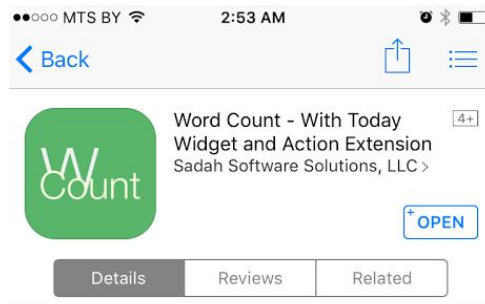 MTS BY 2:53 AM
Back
W
Count
Word Count - With Today
Widget and Action Extension
4+
Sadah Software Solutions, LLC >
+OPEN
Details Reviews Related